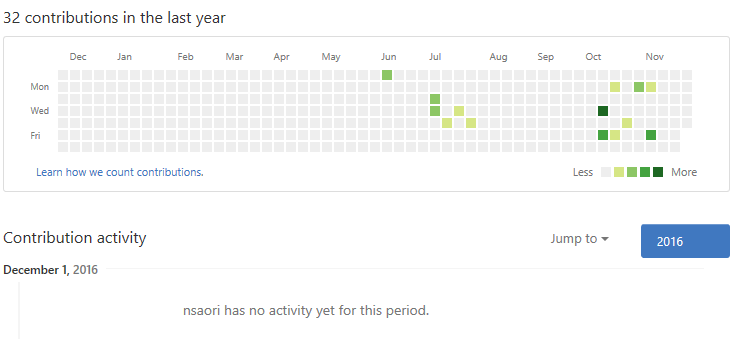 32 contributions in the last year
Dec Jan Feb Mar Apr May Jun Jul Aug Sep Oct Nov
Mon
Wed
Fri
Learn how we count contributions. Less More
Contribution activity Jump to 2016
December 1, 2016
nsaori has no activity yet for this period.